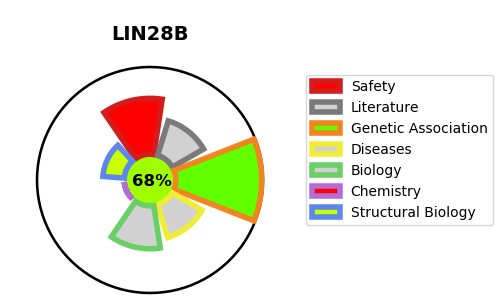 LIN28B
68%
Safety
Literature
Genetic Association
Diseases
Biology
Chemistry
Structural Biology